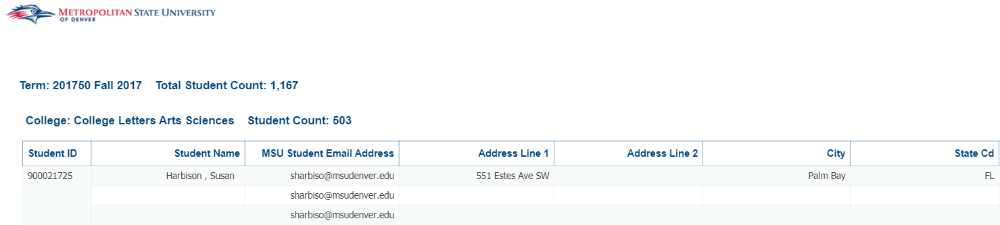 METROPOLITAN STATE UNIVERSITY
OF DENVER
Term: 201750 Fall 2017 Total Student Count: 1,167
College: College Letters Arts Sciences Student Count: 503
Student ID Student Name MSU Student Email Address Address Line 1 Address Line 2 City State Cd
900021725 Harbison , Susan sharbiso@msudenver.edu 551 Estes Ave SW Palm Bay FL
sharbiso@msudenver.edu
sharbiso@msudenver.edu